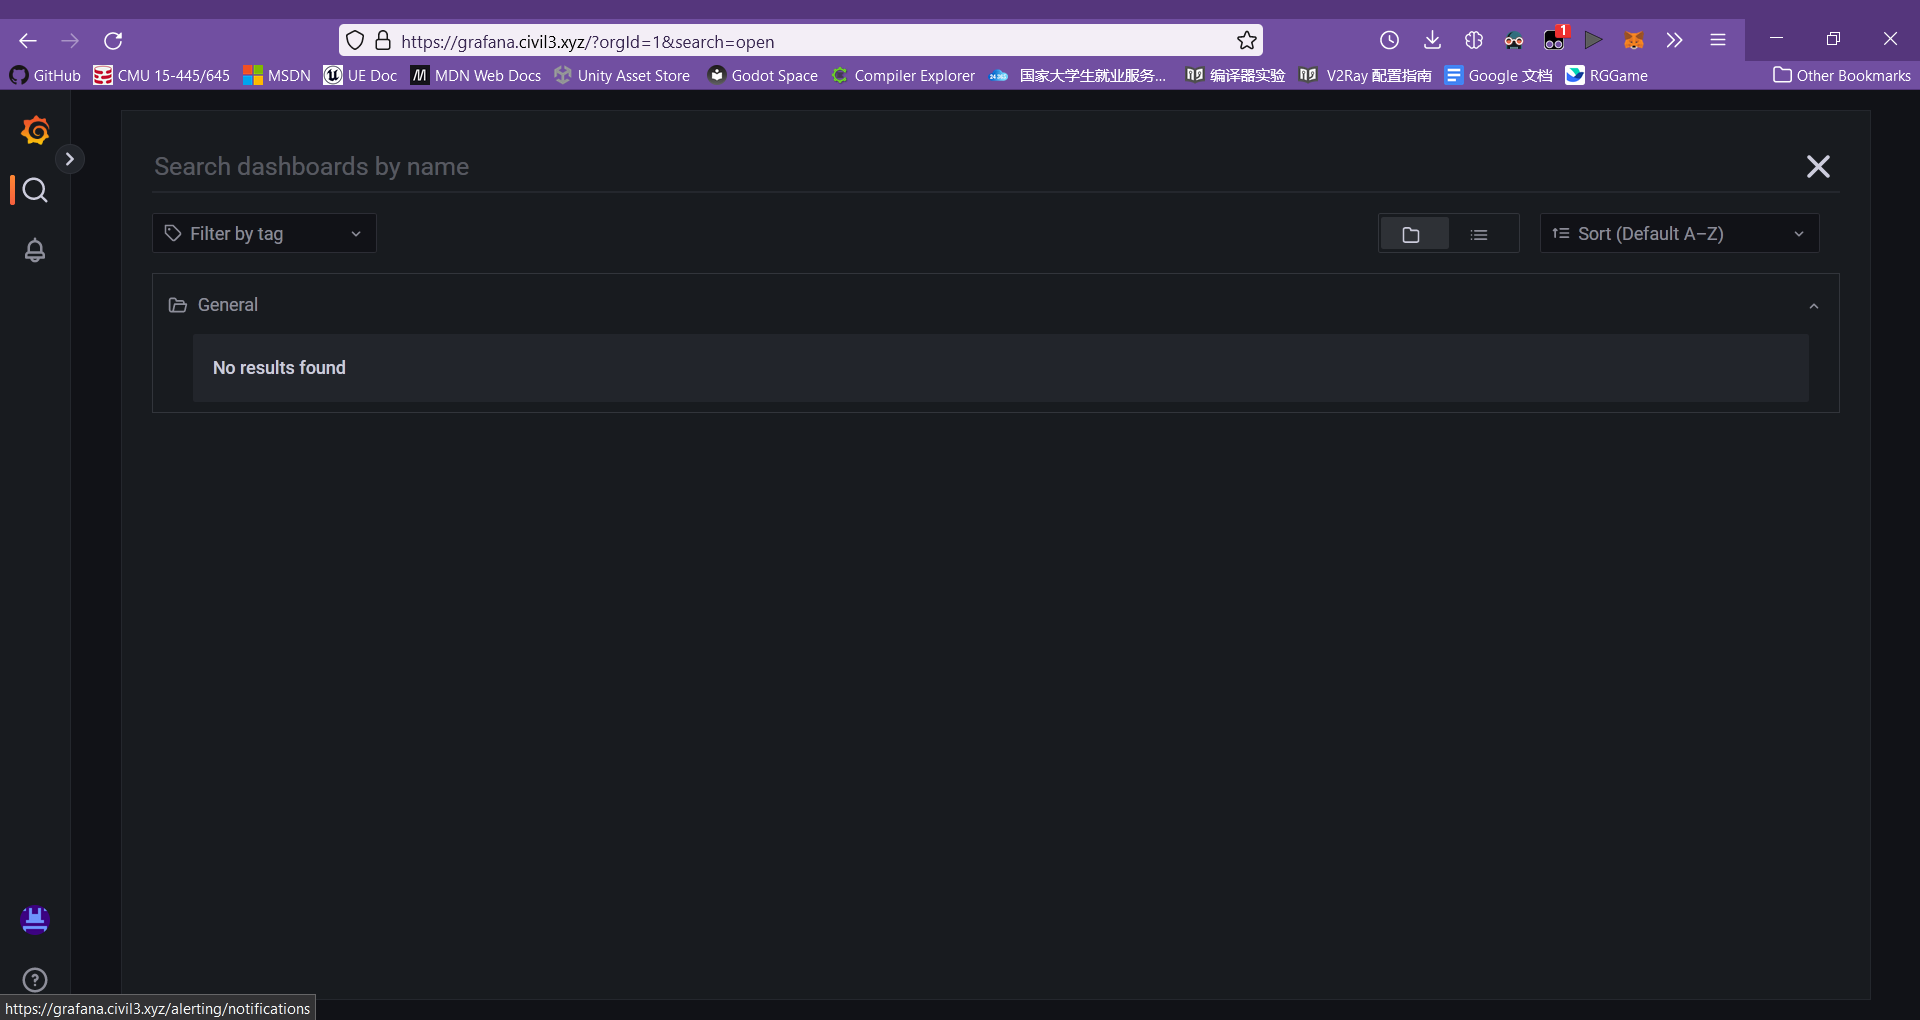 https://grafana.civil3.xyz/?orgId=1&search=open
1
GitHub CMU 15-445/645 MSDN UE Doc MDN Web Docs Unity Asset Store Godot Space Compiler Explorer 国家大学生就业服务... 编译器实验 V2Ray 配置指南 Google 文档 RGGame Other Bookmarks
Search dashboards by name
Filter by tag
Sort (Default A–Z)
General
No results found
https://grafana.civil3.xyz/alerting/notifications